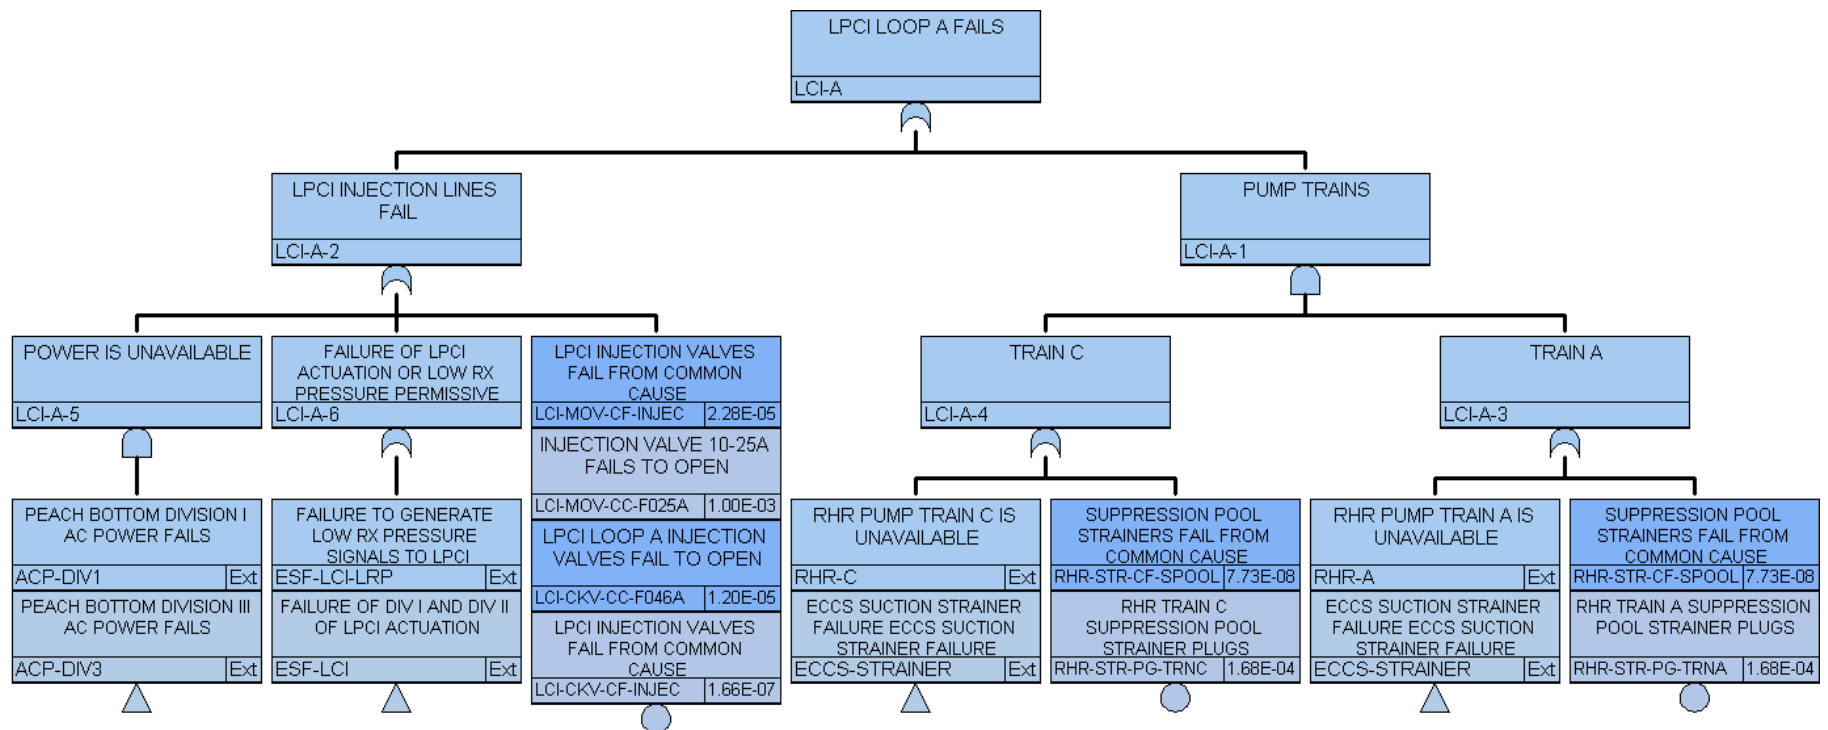 LPCI LOOP A FAILS
LCI-A
LPCI INJECTION LINES
FAIL
LCI-A-2
PUMP TRAINS
LCI-A-1
POWER IS UNAVAILABLE
LCI-A-5
FAILURE OF LPCI
ACTUATION OR LOW RX
PRESSURE PERMISSIVE
LCI-A-6
LPCI INJECTION VALVES
FAIL FROM COMMON
CAUSE
LCI-MOV-CF-INJEC 2.28E-05
INJECTION VALVE 10-25A
FAILS TO OPEN
LCI-MOV-CC-F025A 1.00E-03
LPCI LOOP A INJECTION
VALVES FAIL TO OPEN
LCI-CKV-CC-F046A 1.20E-05
LPCI INJECTION VALVES
FAIL FROM COMMON
CAUSE
LCI-CKV-CF-INJEC 1.66E-07
TRAIN C
LCI-A-4
TRAIN A
LCI-A-3
PEACH BOTTOM DIVISION I
AC POWER FAILS
ACP-DIV1 Ext
PEACH BOTTOM DIVISION III
AC POWER FAILS
ACP-DIV3 Ext
FAILURE TO GENERATE
LOW RX PRESSURE
SIGNALS TO LPCI
ESF-LCI-LRP Ext
FAILURE OF DIV I AND DIV II
OF LPCI ACTUATION
ESF-LCI Ext
RHR PUMP TRAIN C IS
UNAVAILABLE
RHR-C Ext
ECCS SUCTION STRAINER
FAILURE ECCS SUCTION
STRAINER FAILURE
ECCS-STRAINER Ext
SUPPRESSION POOL
STRAINERS FAIL FROM
COMMON CAUSE
RHR-STR-CF-SPOOL 7.73E-08
RHR TRAIN C
SUPPRESSION POOL
STRAINER PLUGS
RHR-STR-PG-TRNC 1.68E-04
RHR PUMP TRAIN A IS
UNAVAILABLE
RHR-A Ext
ECCS SUCTION STRAINER
FAILURE ECCS SUCTION
STRAINER FAILURE
ECCS-STRAINER Ext
SUPPRESSION POOL
STRAINERS FAIL FROM
COMMON CAUSE
RHR-STR-CF-SPOOL 7.73E-08
RHR TRAIN A SUPPRESSION
POOL STRAINER PLUGS
RHR-STR-PG-TRNA 1.68E-04